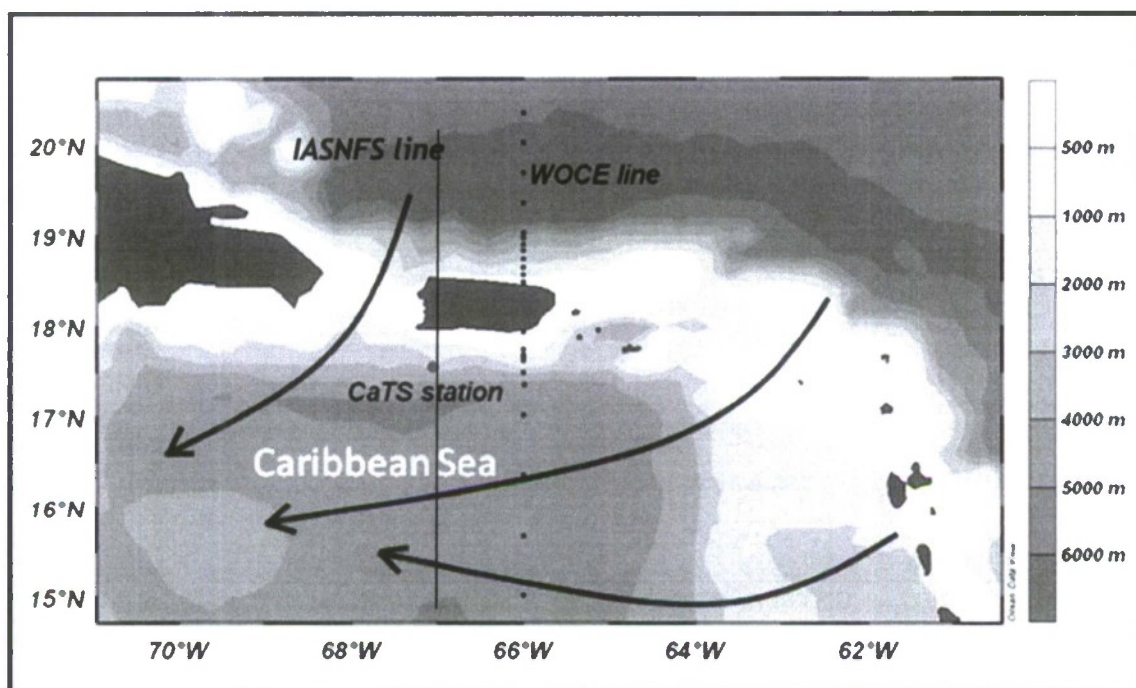 IASNFS line
WOCE line
CaTS station
Caribbean Sea
20°N
19°N
18°N
17°N
16°N
15°N
70°W
68°W
66°W
64°W
62°W
500 m
1000 m
2000 m
3000 m
4000 m
5000 m
6000 m